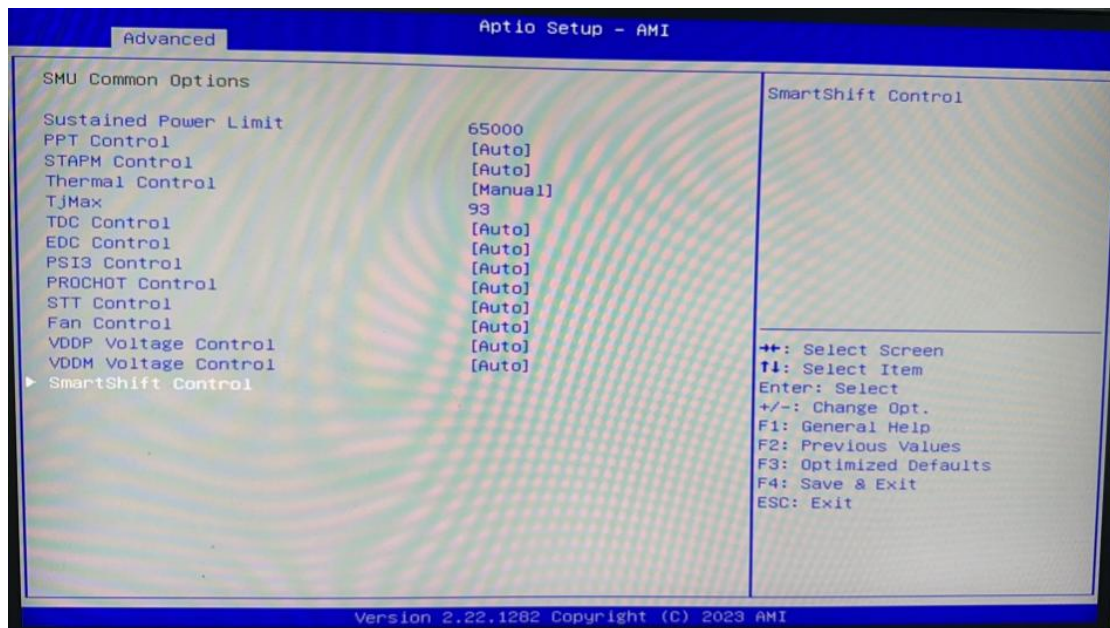 Aptio Setup – AMI
Advanced
SMU Common Options
Sustained Power Limit 65000
PPT Control [Auto]
STAPM Control [Auto]
Thermal Control [Manual]
TjMax 93
TDC Control [Auto]
EDC Control [Auto]
PSI3 Control [Auto]
PROCHOT Control [Auto]
STT Control [Auto]
Fan Control [Auto]
VDDP Voltage Control [Auto]
VDDM Voltage Control [Auto]
SmartShift Control
SmartShift Control
→←: Select Screen
↑↓: Select Item
Enter: Select
+/-: Change Opt.
F1: General Help
F2: Previous Values
F3: Optimized Defaults
F4: Save & Exit
ESC: Exit
Version 2.22.1282 Copyright (C) 2023 AMI